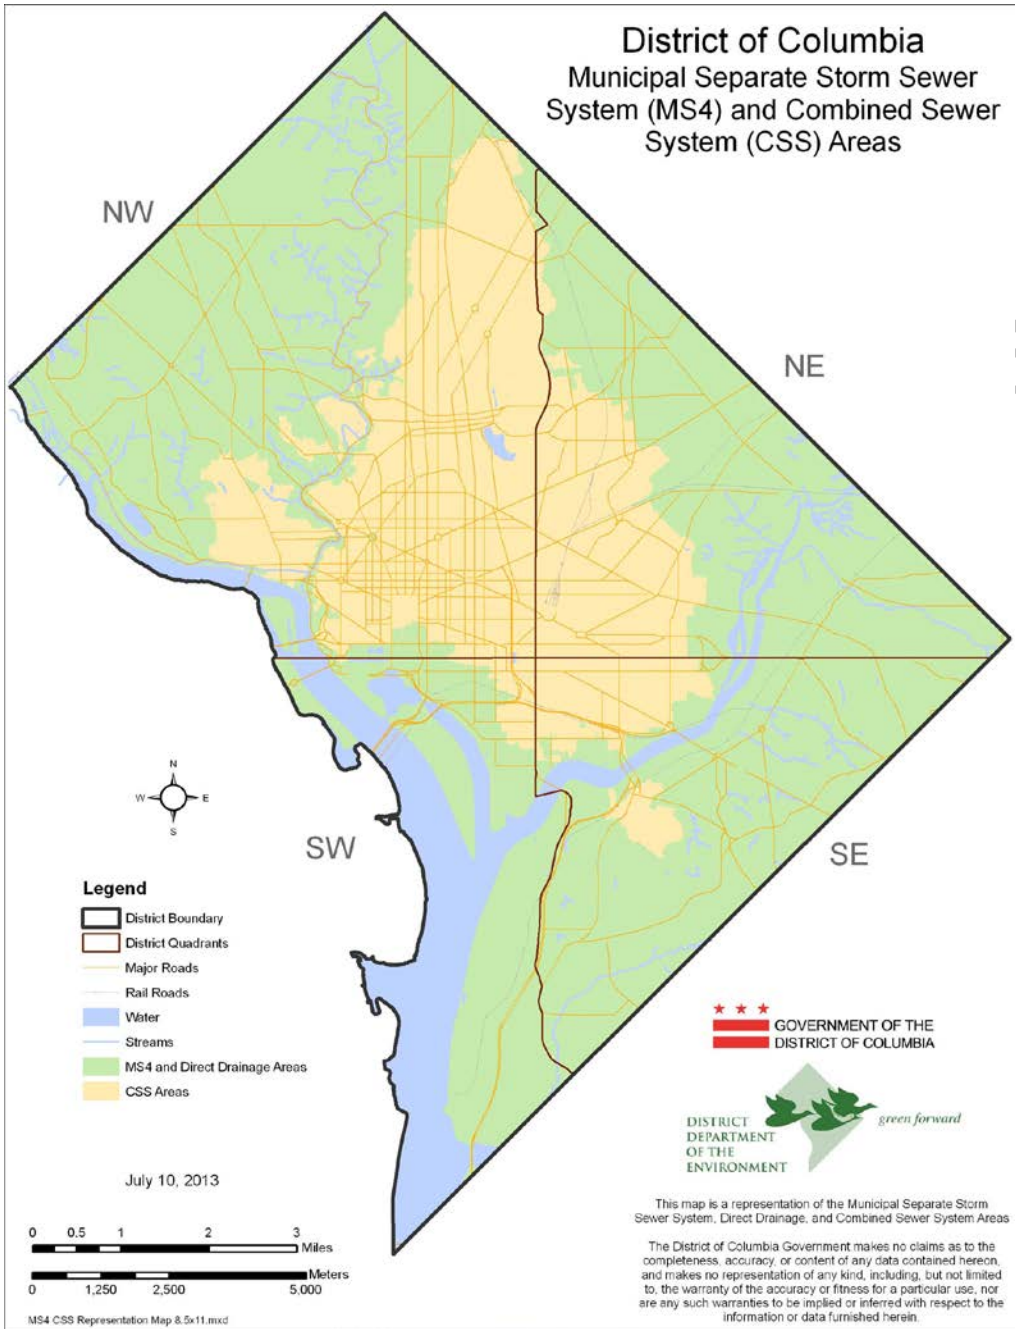 District of Columbia
Municipal Separate Storm Sewer
System (MS4) and Combined Sewer
System (CSS) Areas
NW
NE
N
W
E
S
SW
SE
Legend
District Boundary
District Quadrants
Major Roads
Rail Roads
Water
Streams
MS4 and Direct Drainage Areas
CSS Areas
GOVERNMENT OF THE
DISTRICT OF COLUMBIA
DISTRICT
DEPARTMENT
OF THE
ENVIRONMENT
green forward
July 10, 2013
This map is a representation of the Municipal Separate Storm
Sewer System, Direct Drainage, and Combined Sewer System Areas
0 0.5 1 2 3
Miles
Meters
0 1,250 2,500 5,000
The District of Columbia Government makes no claims as to the
completeness, accuracy, or content of any data contained hereon,
and makes no representation of any kind, including, but not limited
to, the warranty of the accuracy or fitness for a particular use, nor
are any such warranties to be implied or inferred with respect to the
information or data furnished herein.
MS4 CSS Representation Map 8.5x11.mxd